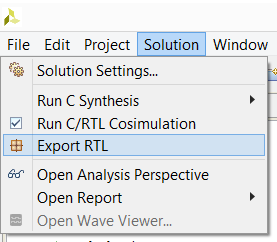 File Edit Project Solution Window
Solution Settings...
Run C Synthesis
Run C/RTL Cosimulation
Export RTL
Open Analysis Perspective
Open Report
Open Wave Viewer...